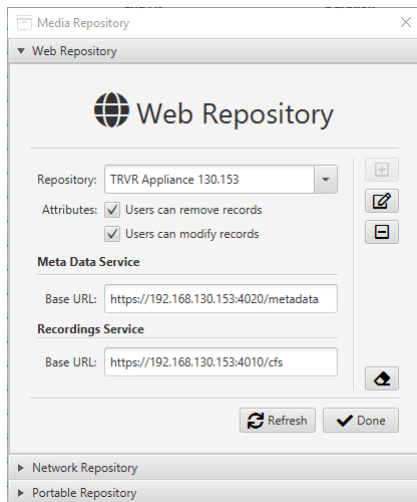 Media Repository
Web Repository
Web Repository
Repository: TRVR Appliance 130.153
Attributes: Users can remove records
Users can modify records
Meta Data Service
Base URL: https://192.168.130.153:4020/metadata
Recordings Service
Base URL: https://192.168.130.153:4010/cfs
Refresh Done
Network Repository
Portable Repository